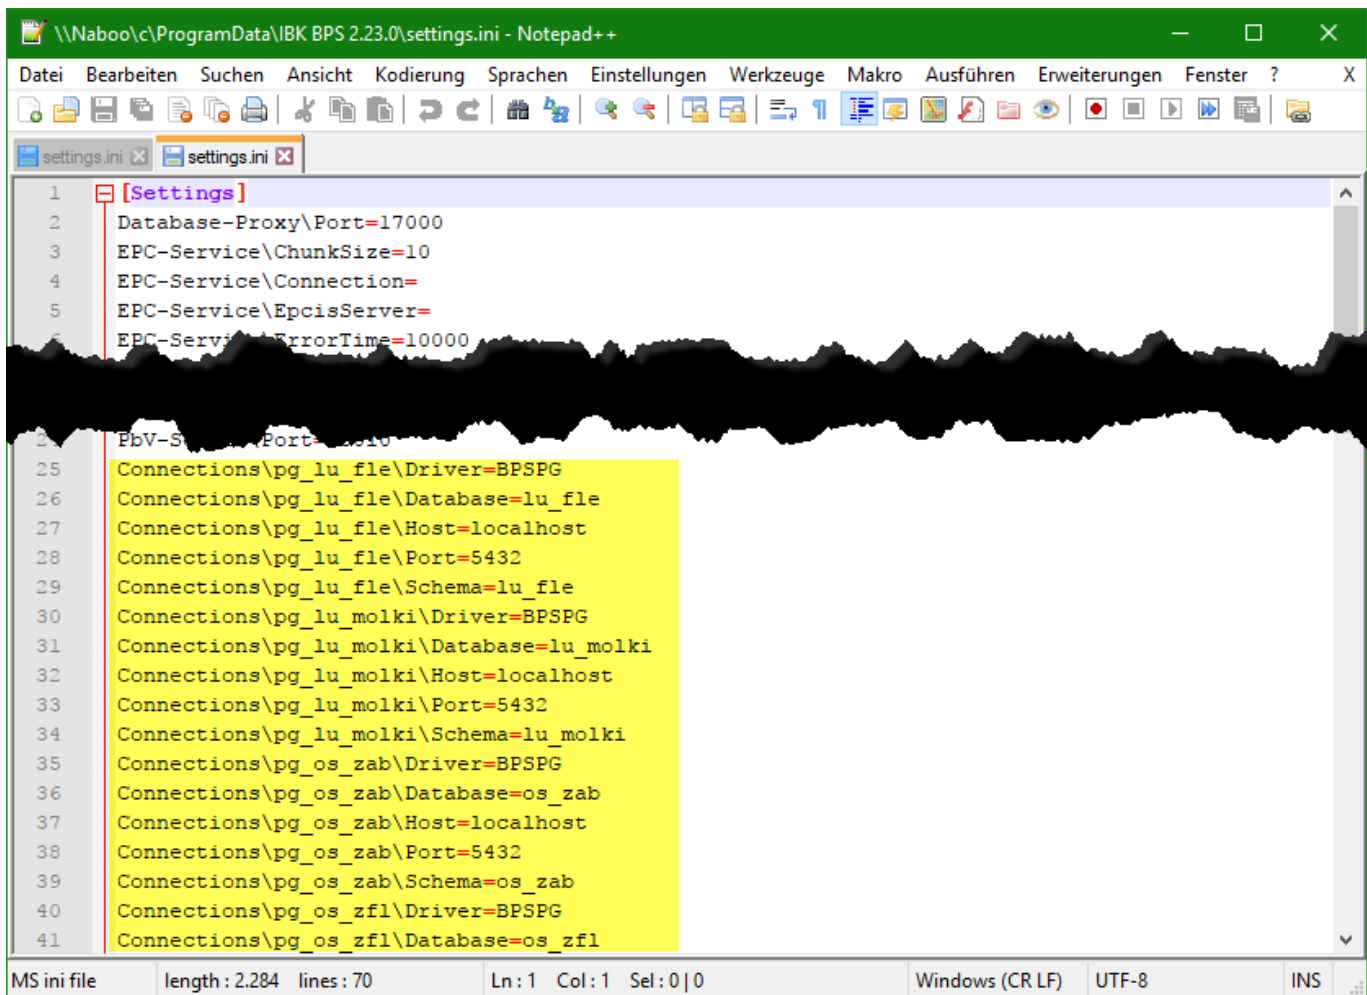 \\Naboo\c\ProgramData\IBK BPS 2.23.0\settings.ini - Notepad++
Datei Bearbeiten Suchen Ansicht Kodierung Sprachen Einstellungen Werkzeuge Makro Ausführen Erweiterungen Fenster ? X
settings.ini settings.ini
1 [Settings]
2 Database-Proxy\Port=17000
3 EPC-Service\ChunkSize=10
4 EPC-Service\Connection=
5 EPC-Service\EpcisServer=
6 EPC-Servi ErrorTime=10000
PbV-S Port=
25 Connections\pg_lu_fle\Driver=BPSPG
26 Connections\pg_lu_fle\Database=lu_fle
27 Connections\pg_lu_fle\Host=localhost
28 Connections\pg_lu_fle\Port=5432
29 Connections\pg_lu_fle\Schema=lu_fle
30 Connections\pg_lu_molki\Driver=BPSPG
31 Connections\pg_lu_molki\Database=lu_molki
32 Connections\pg_lu_molki\Host=localhost
33 Connections\pg_lu_molki\Port=5432
34 Connections\pg_lu_molki\Schema=lu_molki
35 Connections\pg_os_zab\Driver=BPSPG
36 Connections\pg_os_zab\Database=os_zab
37 Connections\pg_os_zab\Host=localhost
38 Connections\pg_os_zab\Port=5432
39 Connections\pg_os_zab\Schema=os_zab
40 Connections\pg_os_zfl\Driver=BPSPG
41 Connections\pg_os_zfl\Database=os_zfl
MS ini file length : 2.284 lines : 70 Ln : 1 Col : 1 Sel : 0 | 0 Windows (CR LF) UTF-8 INS